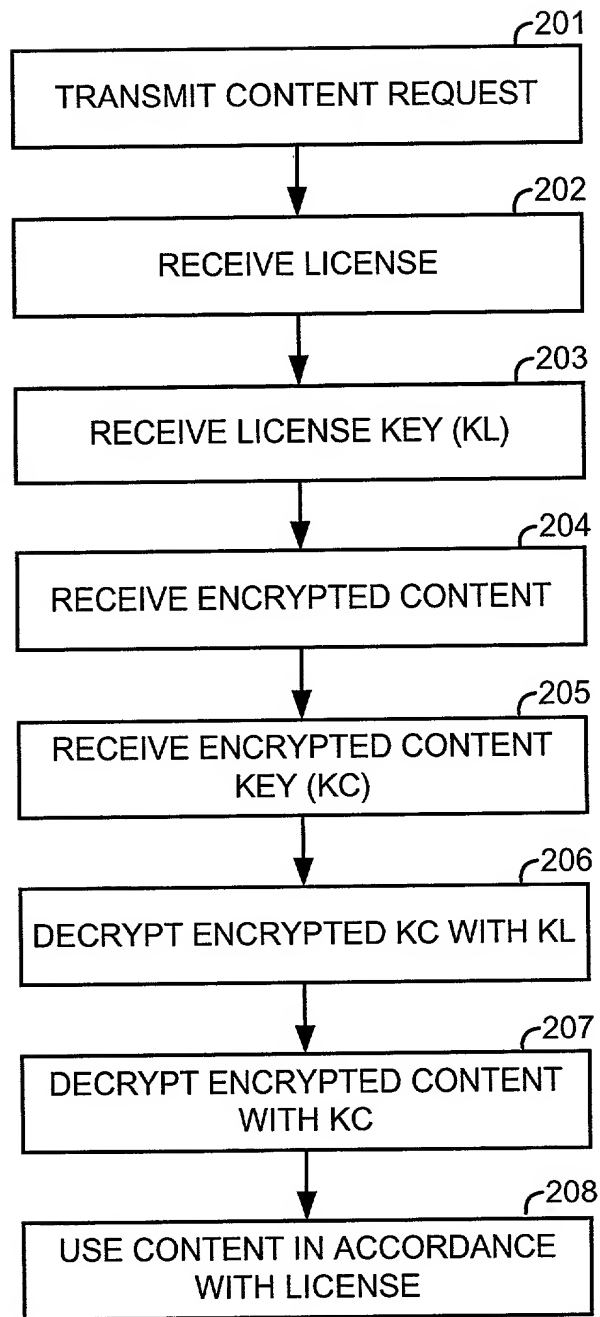 201
TRANSMIT CONTENT REQUEST
202
RECEIVE LICENSE
203
RECEIVE LICENSE KEY (KL)
204
RECEIVE ENCRYPTED CONTENT
205
RECEIVE ENCRYPTED CONTENT
KEY (KC)
206
DECRYPT ENCRYPTED KC WITH KL
207
DECRYPT ENCRYPTED CONTENT
WITH KC
208
USE CONTENT IN ACCORDANCE
WITH LICENSE